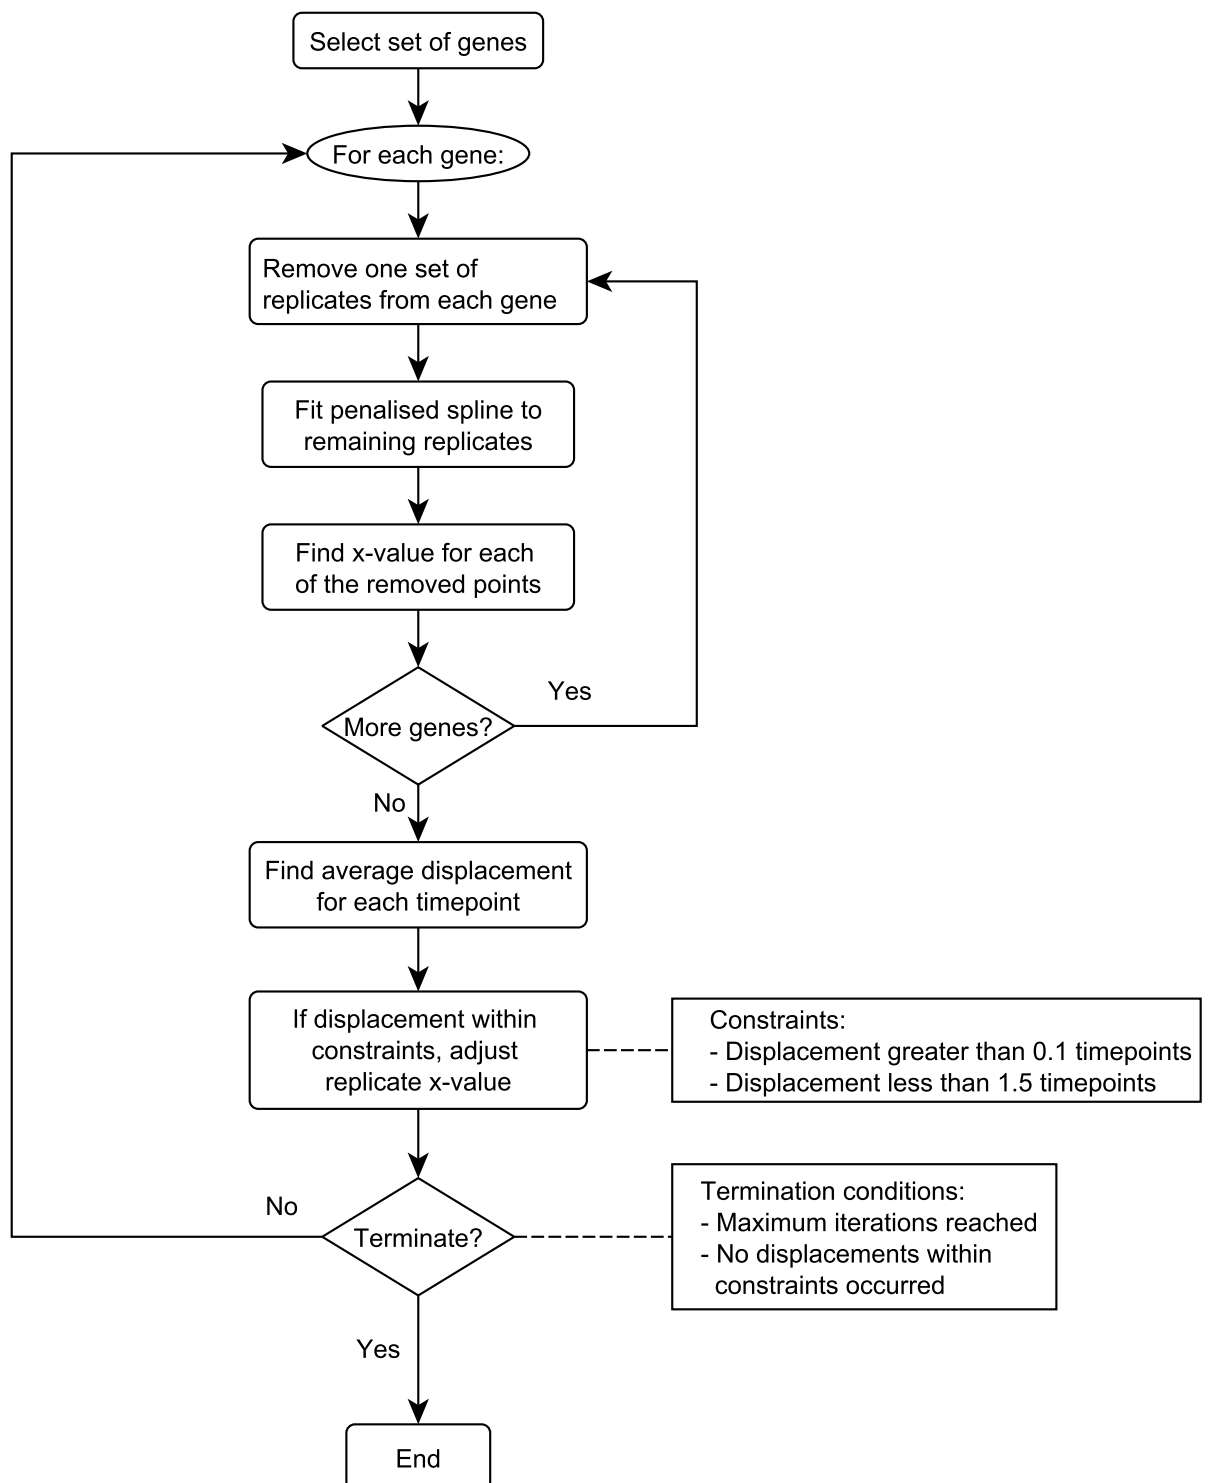 Select set of genes
For each gene:
Remove one set of
replicates from each gene
Fit penalised spline to
remaining replicates
Find x-value for each
of the removed points
Yes
More genes?
No
Find average displacement
for each timepoint
If displacement within
constraints, adjust
replicate x-value
Constraints:
- Displacement greater than 0.1 timepoints
- Displacement less than 1.5 timepoints
No
Terminate?
Termination conditions:
- Maximum iterations reached
- No displacements within
constraints occurred
Yes
End